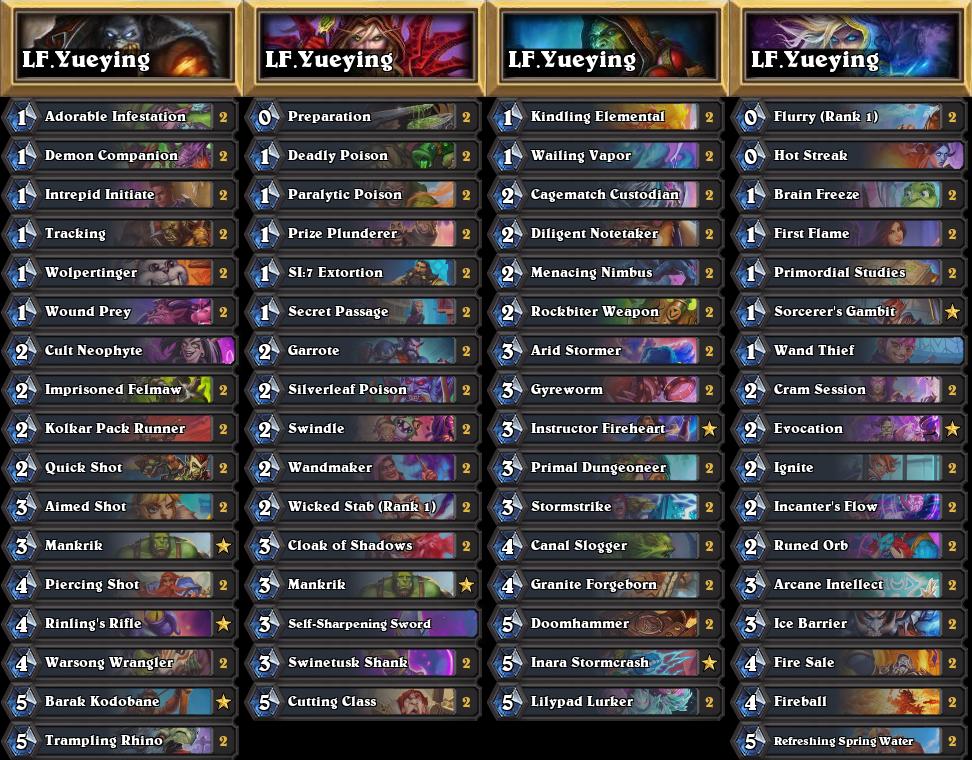 LF.Yueying
1 Adorable Infestation 2
1 Demon Companion 2
1 Intrepid Initiate 2
1 Tracking 2
1 Wolpertinger 2
1 Wound Prey 2
2 Cult Neophyte
2 Imprisoned Felmaw 2
2 Kolkar Pack Runner 2
2 Quick Shot 2
3 Aimed Shot 2
3 Mankrik
4 Piercing Shot 2
4 Rinling's Rifle
4 Warsong Wrangler 2
5 Barak Kodobane
5 Trampling Rhino 2
LF.Yueying
0 Preparation 2
1 Deadly Poison 2
1 Paralytic Poison 2
1 Prize Plunderer 2
1 SI:7 Extortion 2
1 Secret Passage 2
2 Garrote 2
2 Silverleaf Poison 2
2 Swindle 2
2 Wandmaker 2
2 Wicked Stab (Rank 1) 2
3 Cloak of Shadows 2
3 Mankrik
3 Self-Sharpening Sword
3 Swinetusk Shank 2
5 Cutting Class 2
LF.Yueying
1 Kindling Elemental 2
1 Wailing Vapor 2
2 Cagematch Custodian 2
2 Diligent Notetaker 2
2 Menacing Nimbus 2
2 Rockbiter Weapon 2
3 Arid Stormer 2
3 Gyreworm 2
3 Instructor Fireheart
3 Primal Dungeoneer 2
3 Stormstrike 2
4 Canal Slogger 2
4 Granite Forgeborn 2
5 Doomhammer 2
5 Inara Stormcrash
5 Lilypad Lurker 2
LF.Yueying
0 Flurry (Rank 1) 2
0 Hot Streak
1 Brain Freeze 2
1 First Flame 2
1 Primordial Studies 2
1 Sorcerer's Gambit
1 Wand Thief
2 Cram Session 2
2 Evocation
2 Ignite 2
2 Incanter's Flow 2
2 Runed Orb 2
3 Arcane Intellect 2
3 Ice Barrier 2
4 Fire Sale 2
4 Fireball 2
5 Refreshing Spring Water 2